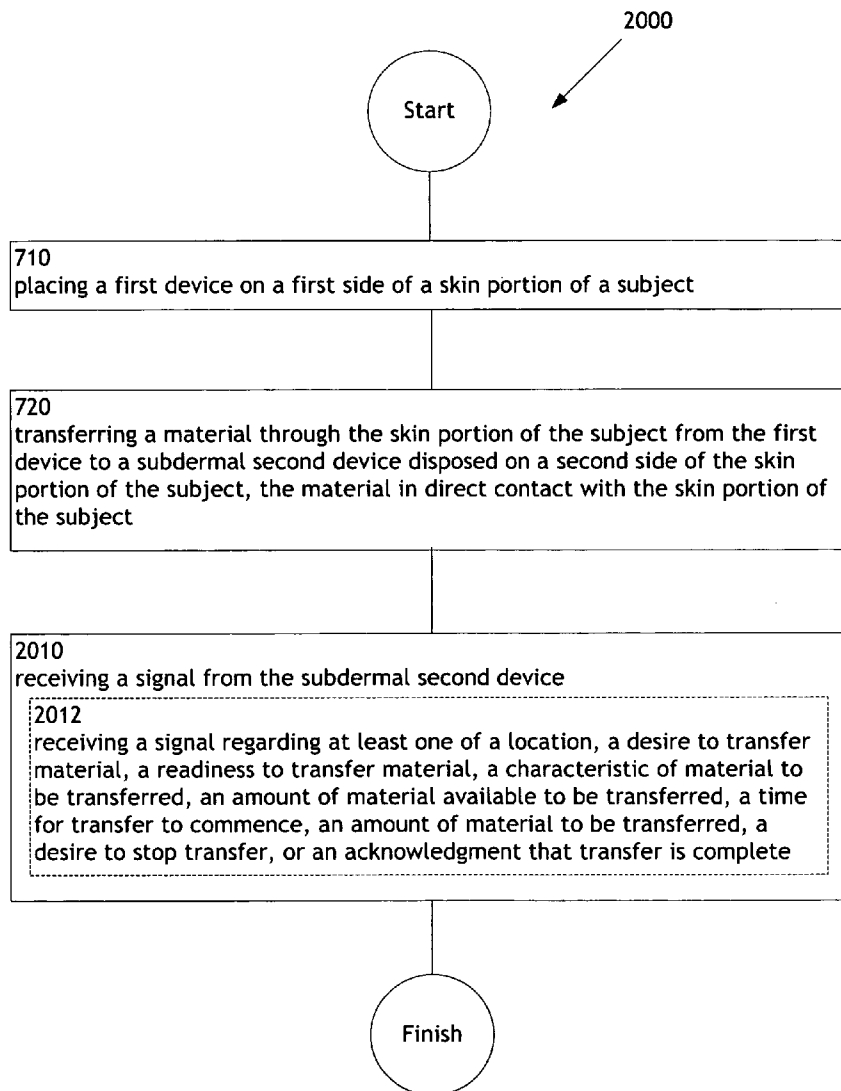 2000
Start
710
placing a first device on a first side of a skin portion of a subject
720
transferring a material through the skin portion of the subject from the first
device to a subdermal second device disposed on a second side of the skin
portion of the subject, the material in direct contact with the skin portion of
the subject
2010
receiving a signal from the subdermal second device
2012
receiving a signal regarding at least one of a location, a desire to transfer
material, a readiness to transfer material, a characteristic of material to
be transferred, an amount of material available to be transferred, a time
for transfer to commence, an amount of material to be transferred, a
desire to stop transfer, or an acknowledgment that transfer is complete
Finish